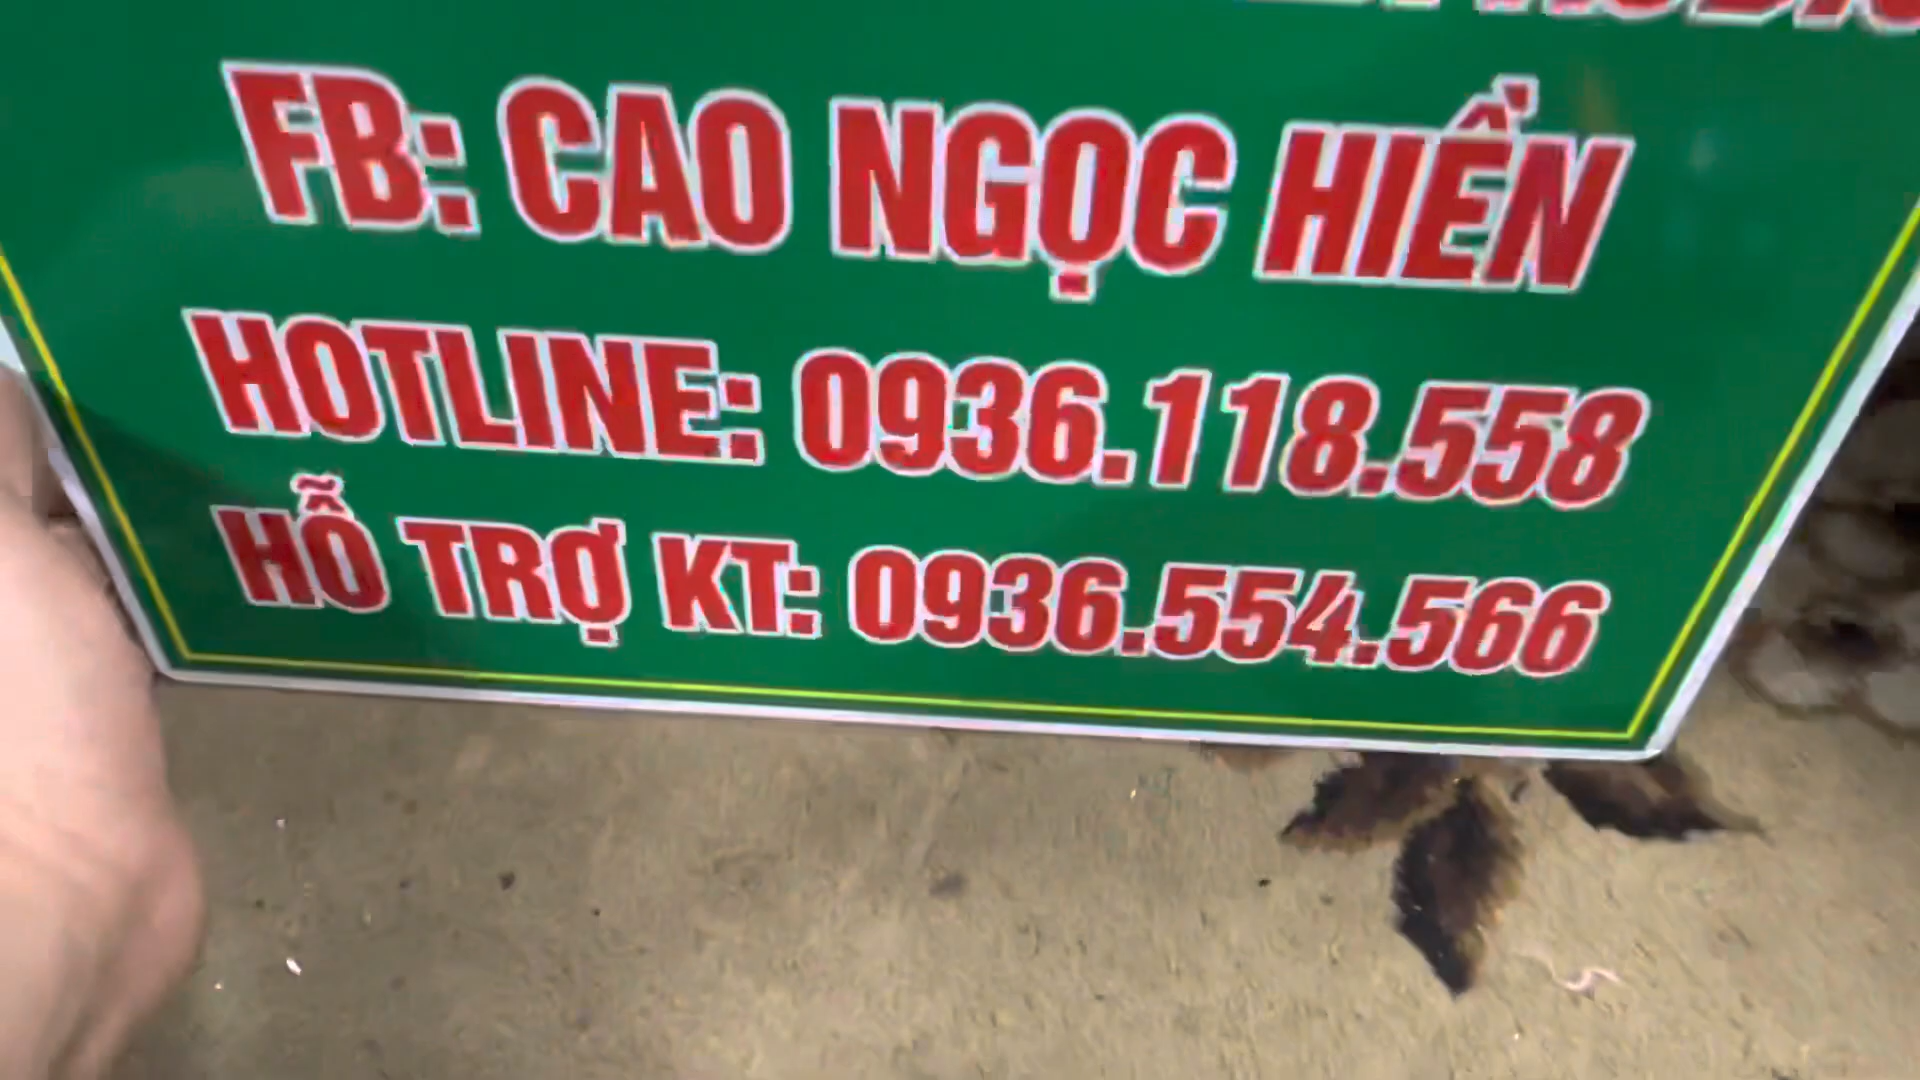 FB: CAO NGỌC HIỂN
HOTLINE: 0936.118.558
HỖ TRỢ KT: 0936.554.566